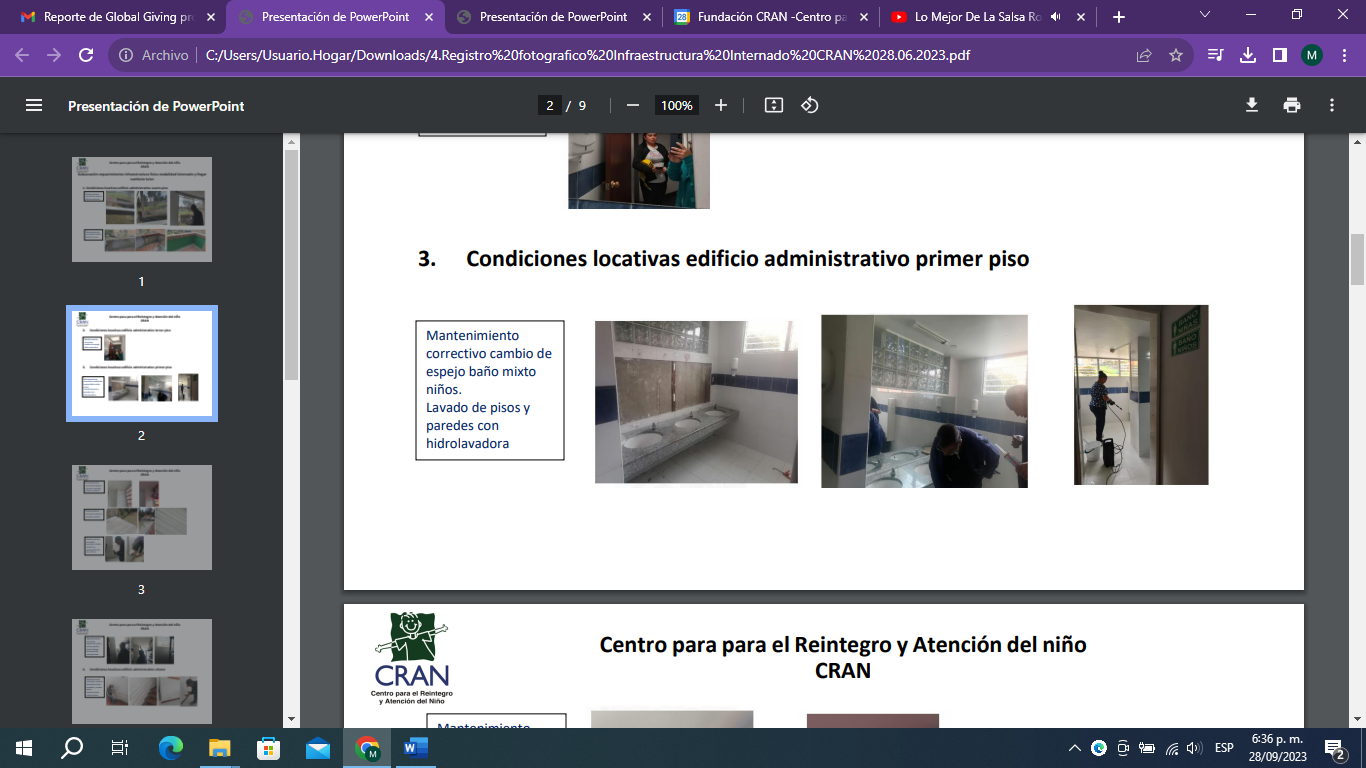 Reporte de Global Giving pr
Presentación de PowerPoint
Presentación de PowerPoint
28
Fundación CRAN -Centro pa
Lo Mejor De La Salsa Ro
Archivo
C:/Users/Usuario.Hogar/Downloads/4.Registro%20fotografico%20Infraestructura%20Internado%20CRAN%2028.06.2023.pdf
M
Presentación de PowerPoint
2 / 9
100%
1
2
3
3. Condiciones locativas edificio administrativo primer piso
Mantenimiento
correctivo cambio de
espejo baño mixto
niños.
Lavado de pisos y
paredes con
hidrolavadora
CRAN
Centro para el Reintegro
y Atención del Niño
Centro para para el Reintegro y Atención del niño
CRAN
Mantenimiento
ESP
6:36 p. m.
28/09/2023
2